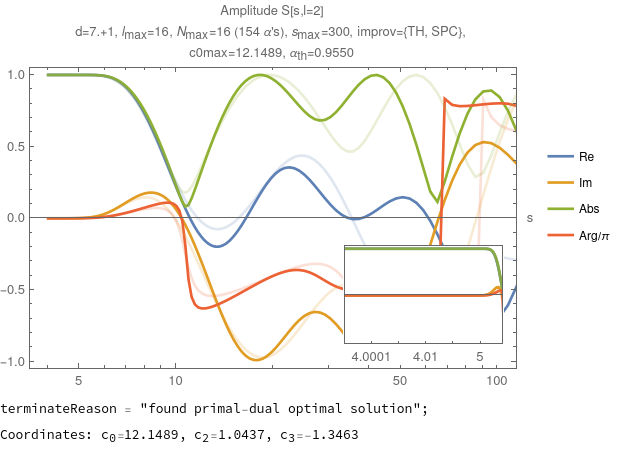 Amplitude S[s,l=2]
d=7.+1, lmax=16, Nmax=16 (154 α's), smax=300, improv={TH, SPC},
c0max=12.1489, αth=0.9550
1.0
0.5
0.0
-0.5
-1.0
s
5 10 50 100
4.0001 4.01 5
Re
Im
Abs
Arg/π
terminateReason = "found primal-dual optimal solution";
Coordinates: c0=12.1489, c2=1.0437, c3=-1.3463